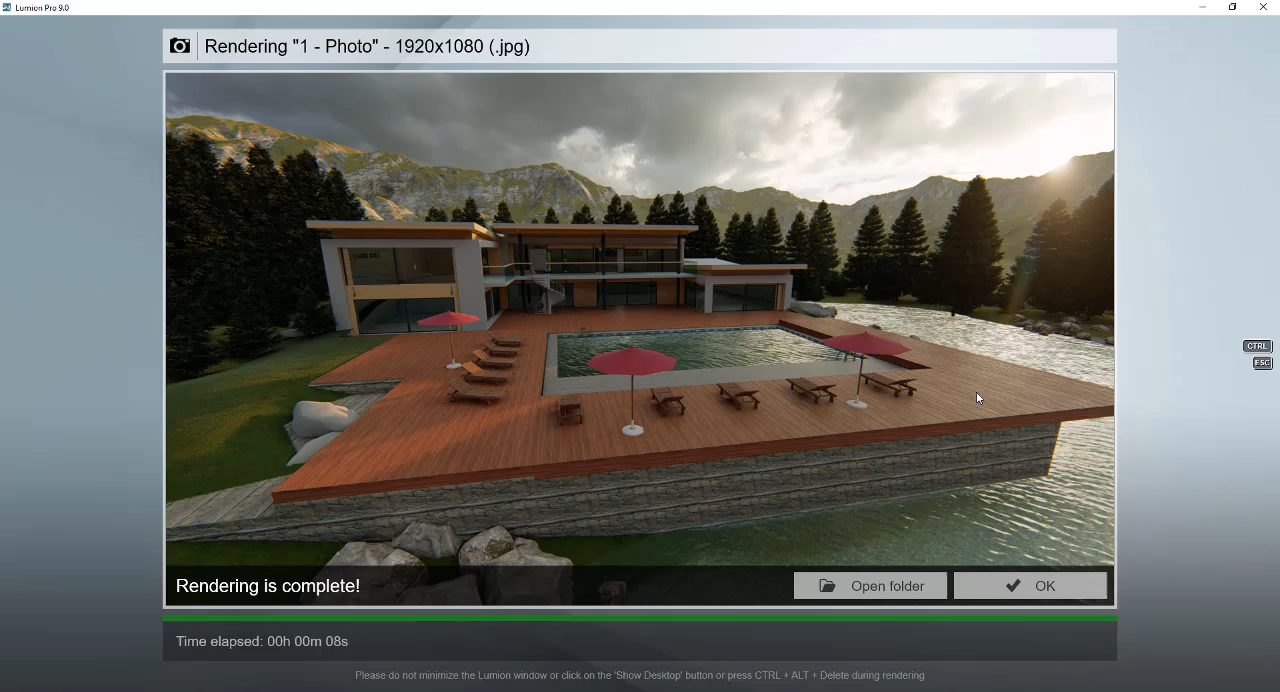 Lumion Pro 9.0
Rendering "1 - Photo" - 1920x1080 (.jpg)
CTRL
ESC
Rendering is complete!
Open folder
OK
Time elapsed: 00h 00m 08s
Please do not minimize the Lumion window or click on the 'Show Desktop' button or press CTRL + ALT + Delete during rendering